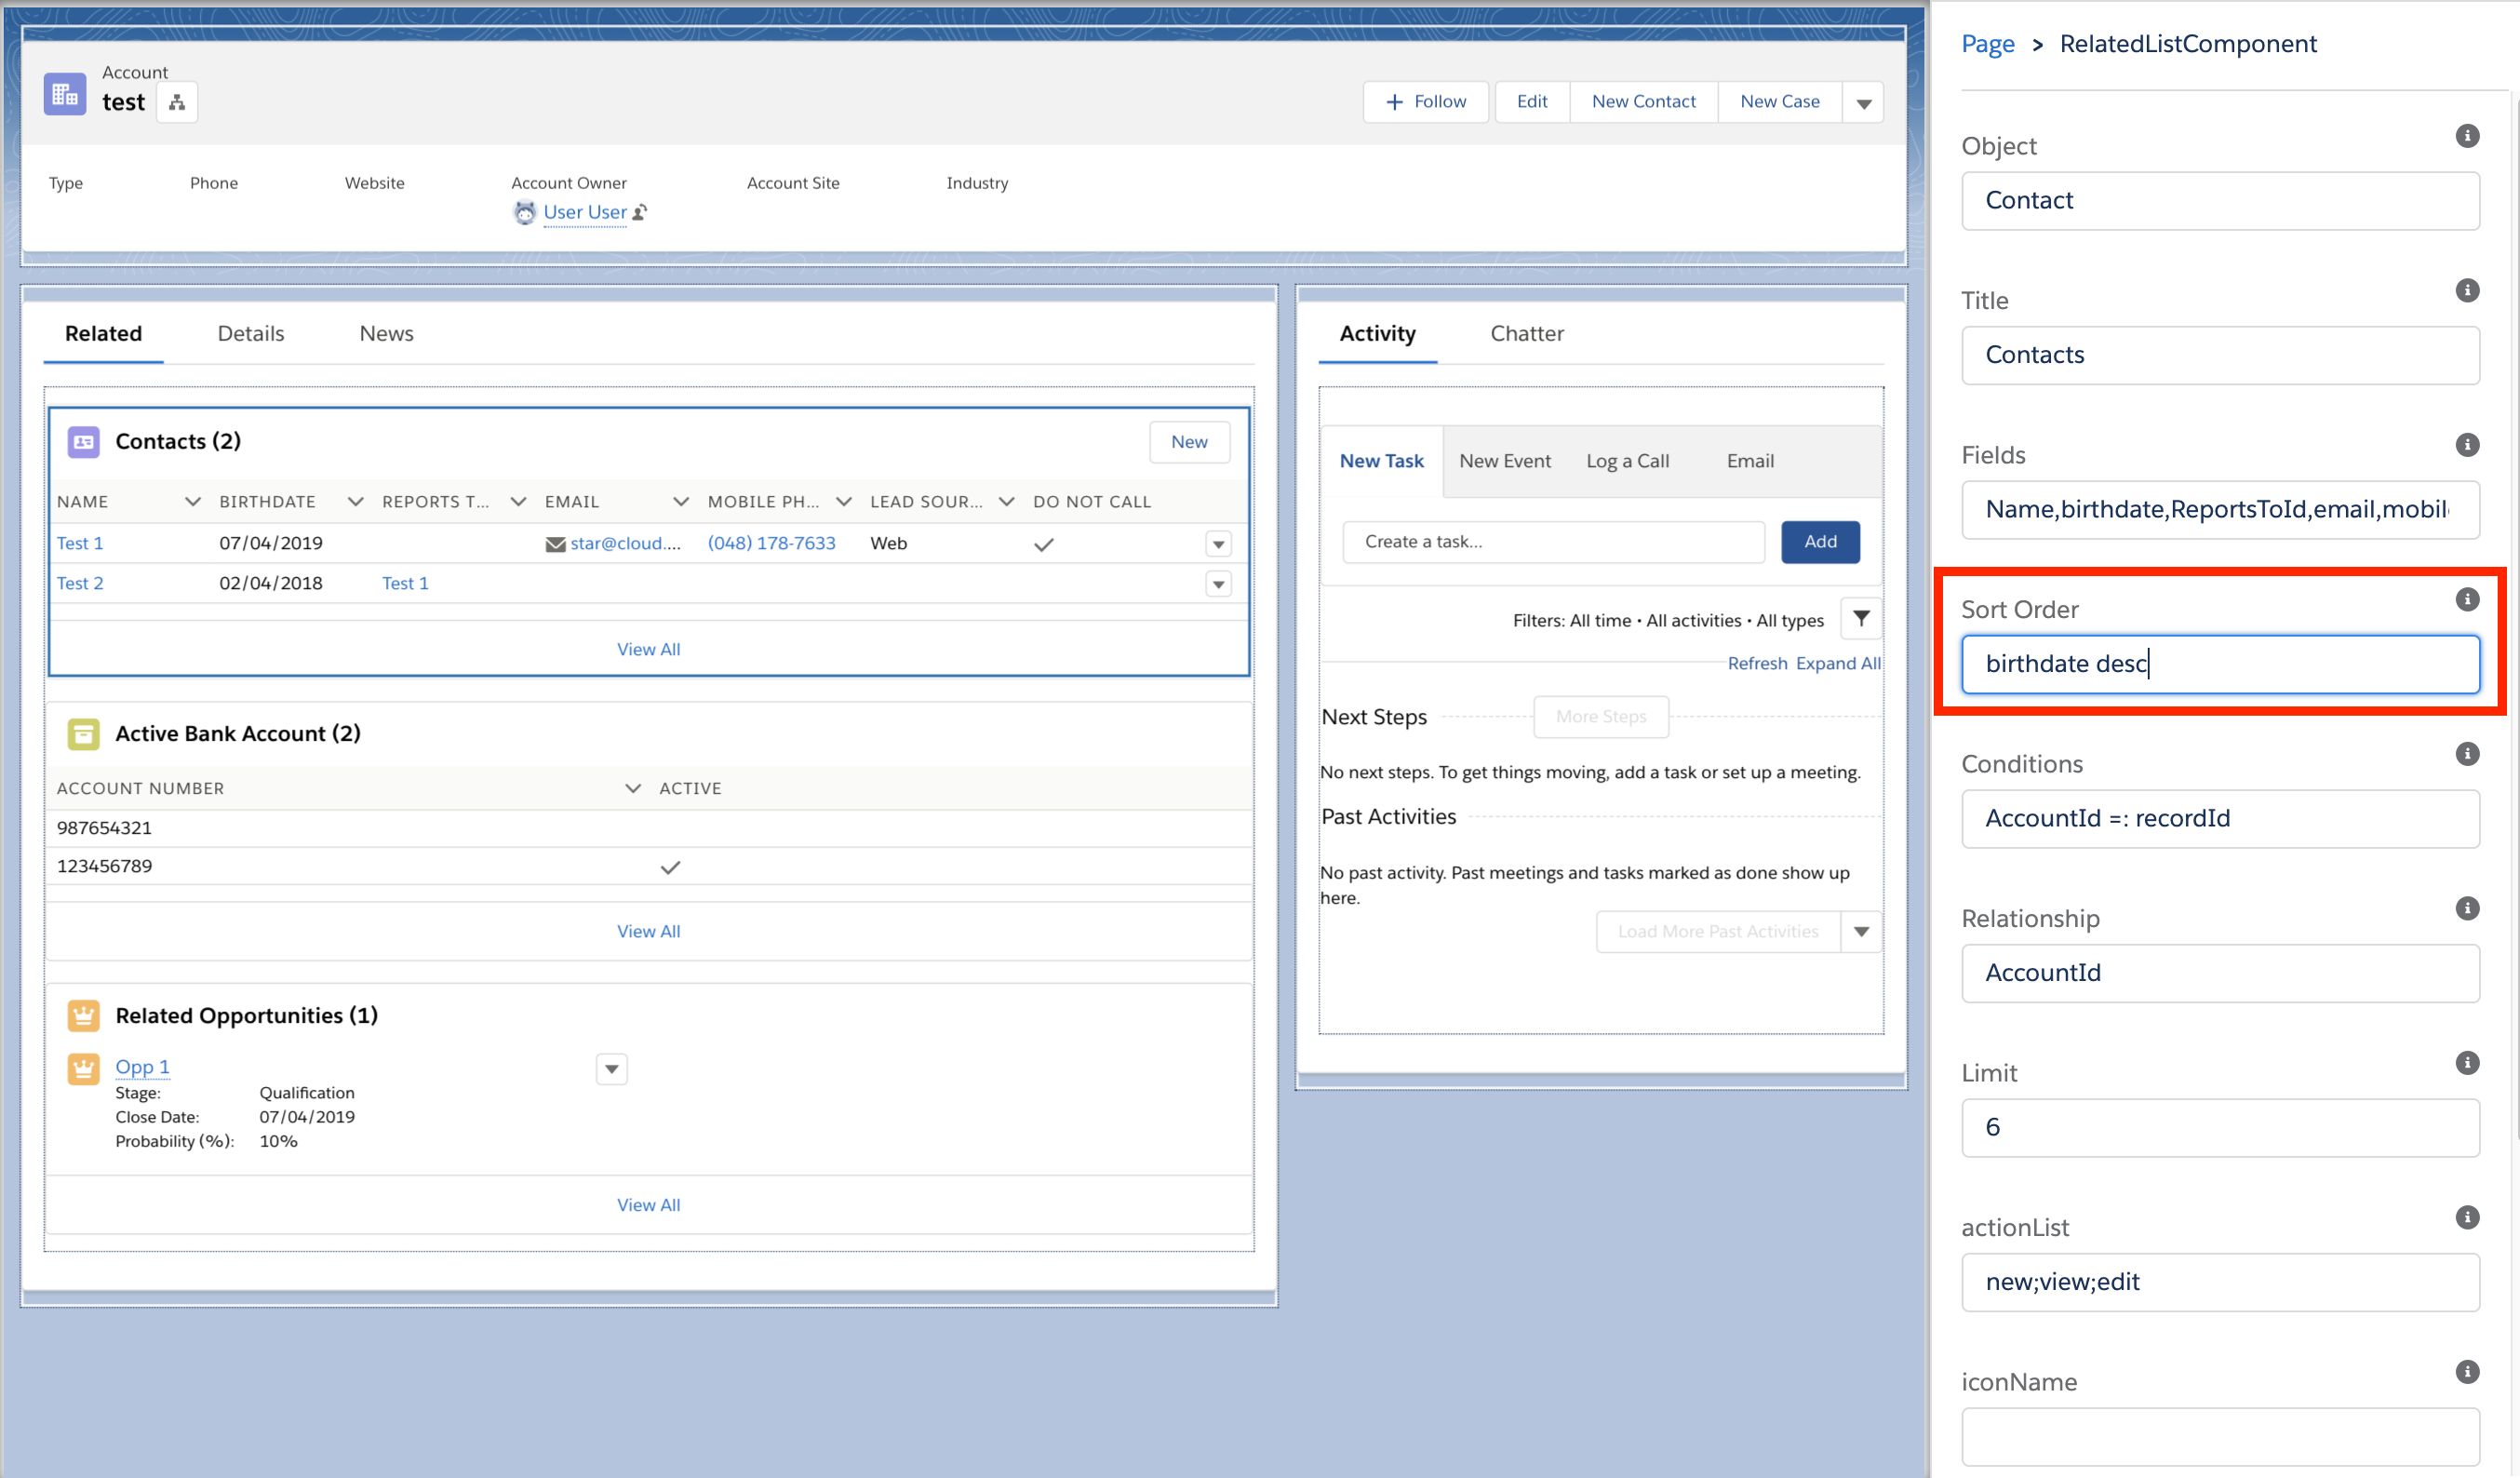 Account
test
Follow Edit New Contact New Case
Type Phone Website Account Owner Account Site Industry
User User
Related Details News
Contacts (2) New
NAME BIRTHDATE REPORTS T... EMAIL MOBILE PH... LEAD SOUR... DO NOT CALL
Test 1 07/04/2019 star@cloud.... (048) 178-7633 Web
Test 2 02/04/2018 Test 1
View All
Active Bank Account (2)
ACCOUNT NUMBER ACTIVE
987654321
123456789
View All
Related Opportunities (1)
Opp 1
Stage: Qualification
Close Date: 07/04/2019
Probability (%): 10%
View All
Activity Chatter
New Task New Event Log a Call Email
Create a task... Add
Filters: All time • All activities • All types
Refresh Expand All
Next Steps More Steps
No next steps. To get things moving, add a task or set up a meeting.
Past Activities
No past activity. Past meetings and tasks marked as done show up
here.
Load More Past Activities
Page > RelatedListComponent
Object
Contact
Title
Contacts
Fields
Name,birthdate,ReportsToId,email,mobil
Sort Order
birthdate desc
Conditions
AccountId =: recordId
Relationship
AccountId
Limit
6
actionList
new;view;edit
iconName